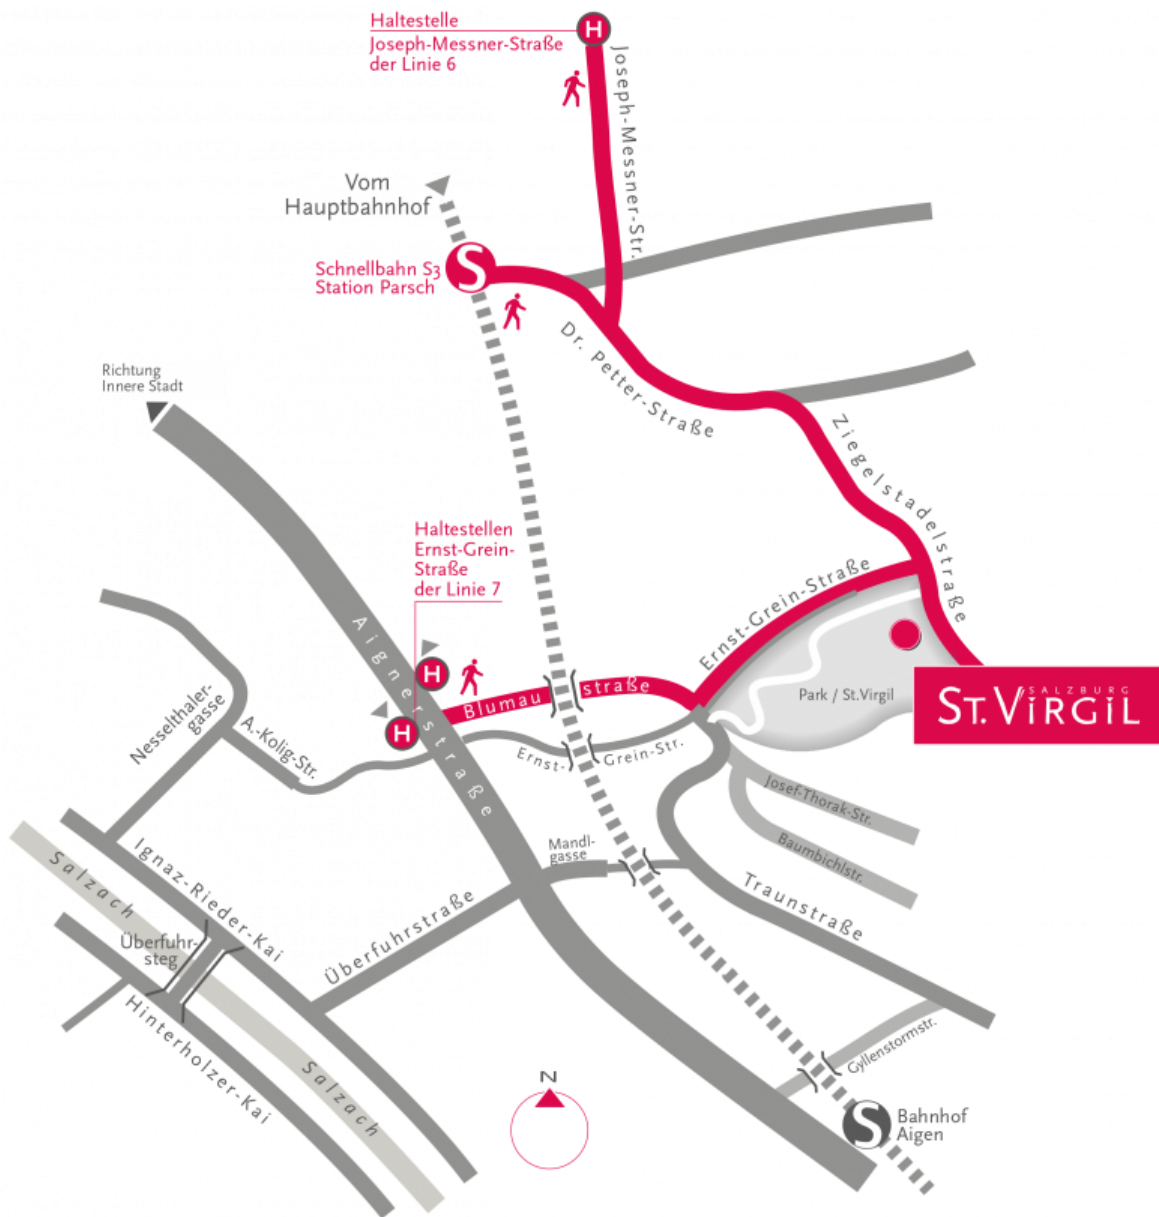 Haltestelle
Joseph-Messner-Straße
der Linie 6
H
Joseph-Messner-Str.
Vom
Hauptbahnhof
S
Schnellbahn S3
Station Parsch
Dr. Petter-Straße
Richtung
Innere Stadt
Ziegelstadelstraße
Haltestellen
Ernst-Grein-
Straße
der Linie 7
Ernst-Grein-Straße
Aignerstraße
H
H
Blumau
straße
Park / St.Virgil
SALZBURG
ST.VIRGIL
Nesselthaler-
gasse
A.-Kolig-Str.
Ernst-
Grein-Str.
Josef-Thorak-Str.
Baumbichlstr.
Mandl-
gasse
Traunstraße
Salzach
Ignaz-Rieder-Kai
Überfuhrstraße
Überfuhr-
steg
Hinterholzer-Kai
Salzach
Gyllenstormstr.
N
S
Bahnhof
Aigen